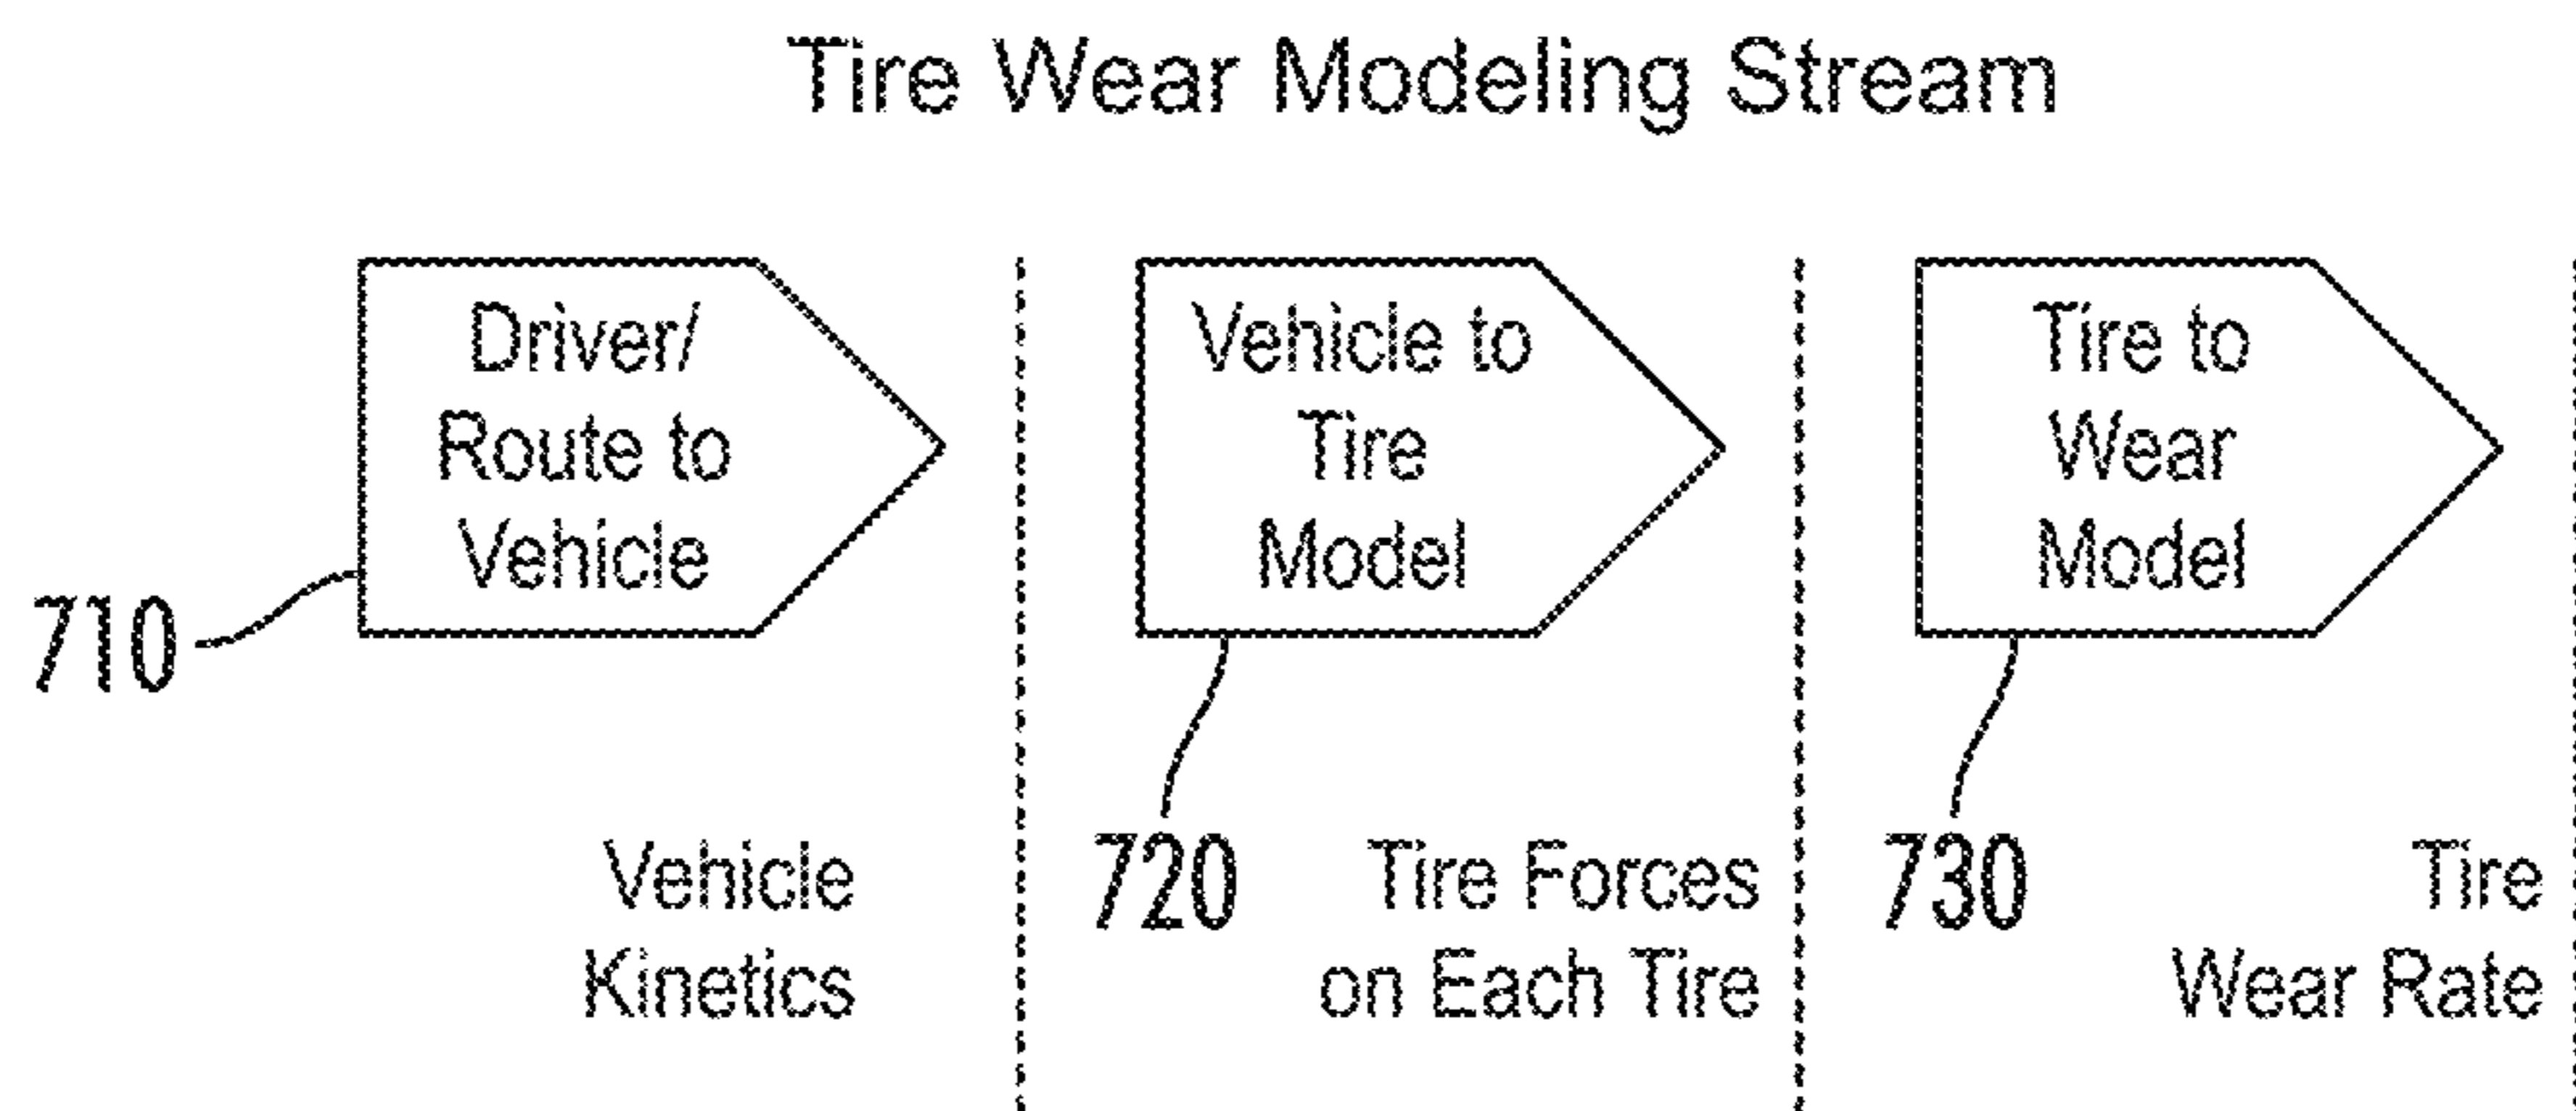 Tire Wear Modeling Stream
Driver/
Route to
Vehicle
710
Vehicle
Kinetics
Vehicle to
Tire
Model
720
Tire Forces
on Each Tire
Tire to
Wear
Model
730
Tire
Wear Rate